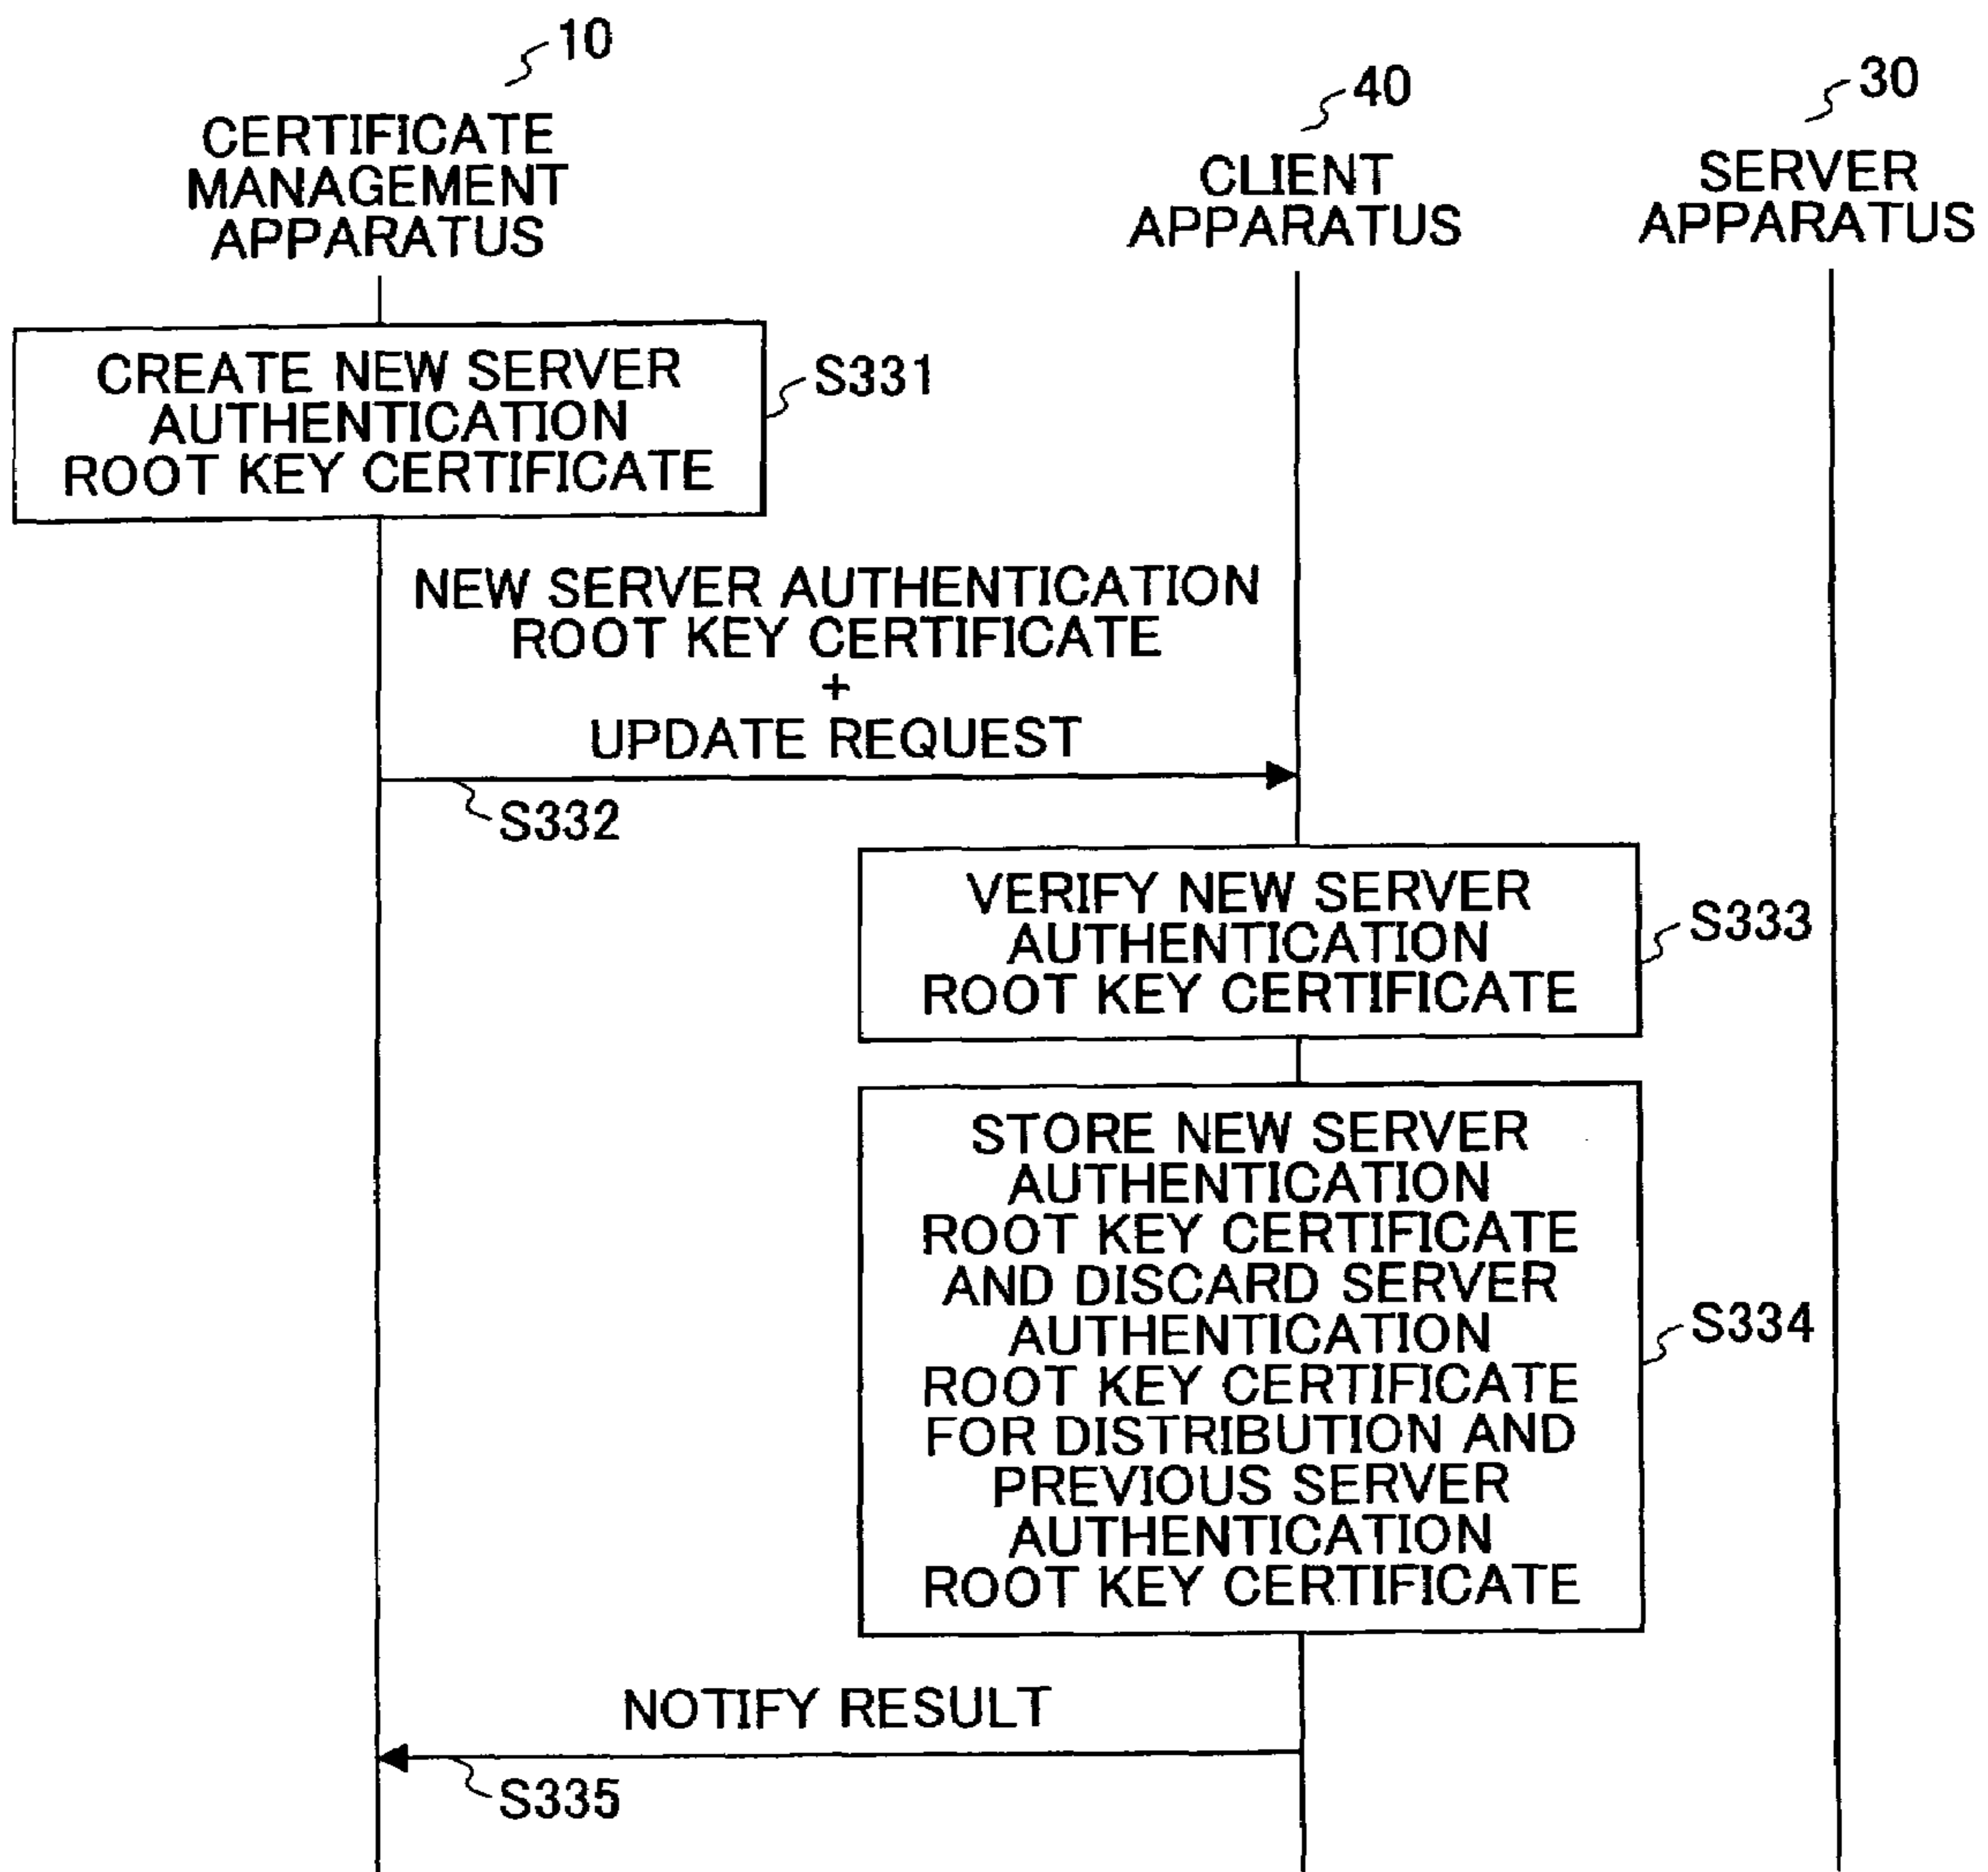 10
CERTIFICATE
MANAGEMENT
APPARATUS
40
CLIENT
APPARATUS
30
SERVER
APPARATUS
CREATE NEW SERVER
AUTHENTICATION
ROOT KEY CERTIFICATE
S331
NEW SERVER AUTHENTICATION
ROOT KEY CERTIFICATE
+
UPDATE REQUEST
S332
VERIFY NEW SERVER
AUTHENTICATION
ROOT KEY CERTIFICATE
S333
STORE NEW SERVER
AUTHENTICATION
ROOT KEY CERTIFICATE
AND DISCARD SERVER
AUTHENTICATION
ROOT KEY CERTIFICATE
FOR DISTRIBUTION AND
PREVIOUS SERVER
AUTHENTICATION
ROOT KEY CERTIFICATE
S334
NOTIFY RESULT
S335